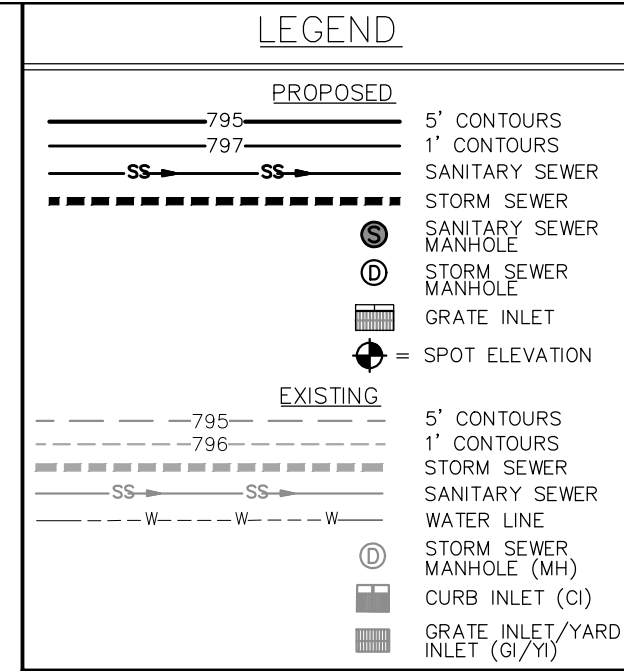 LEGEND
PROPOSED
795 5' CONTOURS
797 1' CONTOURS
SS SS SANITARY SEWER
STORM SEWER
S SANITARY SEWER
MANHOLE
D STORM SEWER
MANHOLE
GRATE INLET
= SPOT ELEVATION
EXISTING
795 5' CONTOURS
796 1' CONTOURS
STORM SEWER
SS SS SANITARY SEWER
W W W WATER LINE
D STORM SEWER
MANHOLE (MH)
CURB INLET (CI)
GRATE INLET/YARD
INLET (GI/YI)